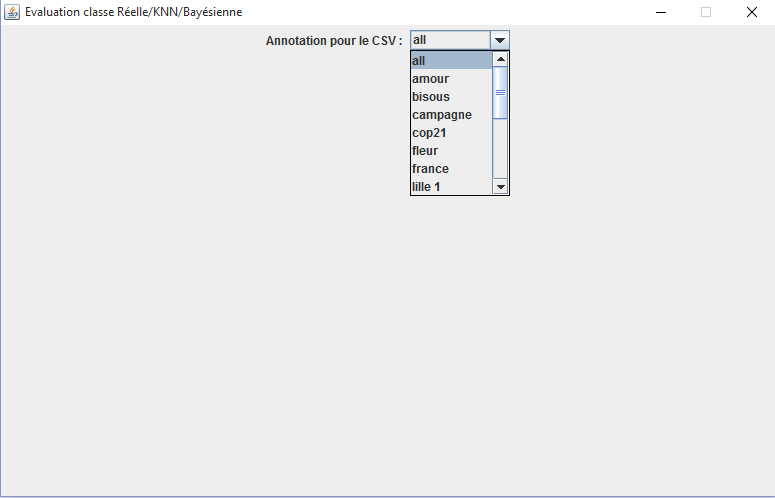 Evaluation classe Réelle/KNN/Bayésienne
Annotation pour le CSV : all
all
amour
bisous
campagne
cop21
fleur
france
lille 1